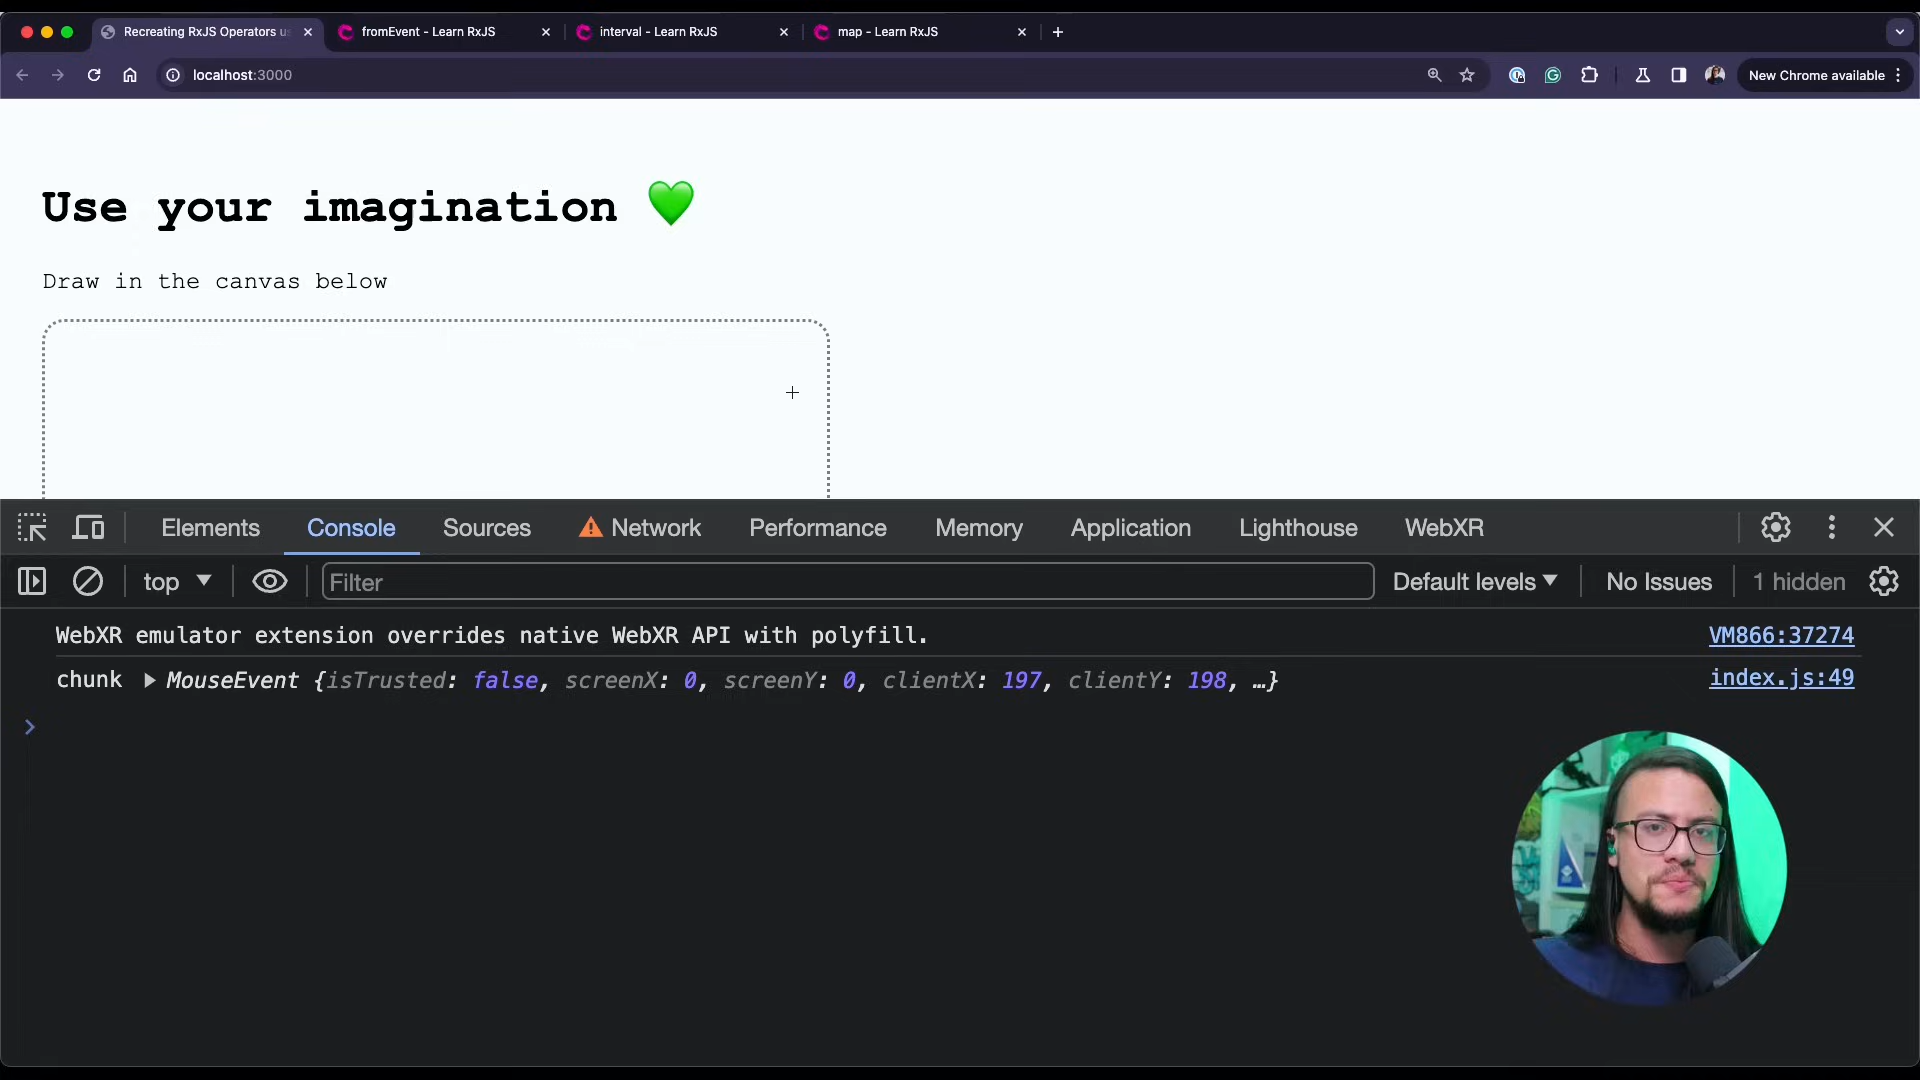 Recreating RxJS Operators u
fromEvent - Learn RxJS
interval - Learn RxJS
map - Learn RxJS
localhost:3000
New Chrome available
Use your imagination 💚
Draw in the canvas below
Elements
Console
Sources
Network
Performance
Memory
Application
Lighthouse
WebXR
top
Filter
Default levels
No Issues
1 hidden
WebXR emulator extension overrides native WebXR API with polyfill.
VM866:37274
chunk MouseEvent {isTrusted: false, screenX: 0, screenY: 0, clientX: 197, clientY: 198, …}
index.js:49